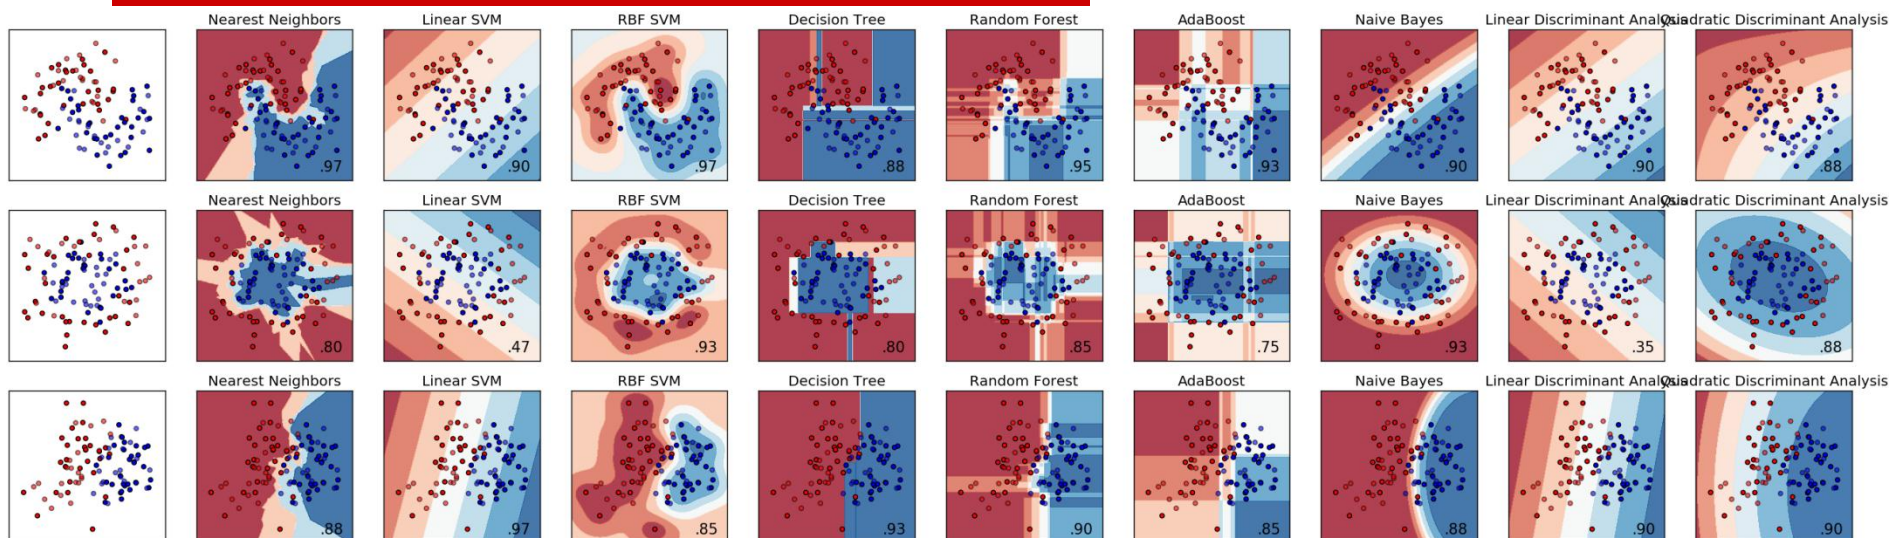 Nearest Neighbors Linear SVM RBF SVM Decision Tree Random Forest AdaBoost Naive Bayes Linear Discriminant Analysis Quadratic Discriminant Analysis
.97 .90 .97 .88 .95 .93 .90 .90 .88
Nearest Neighbors Linear SVM RBF SVM Decision Tree Random Forest AdaBoost Naive Bayes Linear Discriminant Analysis Quadratic Discriminant Analysis
.80 .47 .93 .80 .85 .75 .93 .35 .88
Nearest Neighbors Linear SVM RBF SVM Decision Tree Random Forest AdaBoost Naive Bayes Linear Discriminant Analysis Quadratic Discriminant Analysis
.88 .97 .85 .93 .90 .85 .88 .90 .90